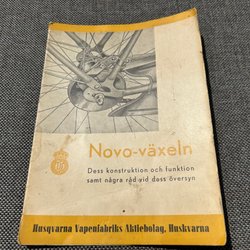 Novo-växeln
Dess konstruktion och funktion
samt några råd vid dess översyn
Husqvarna Vapenfabriks Aktiebolag, Huskvarna